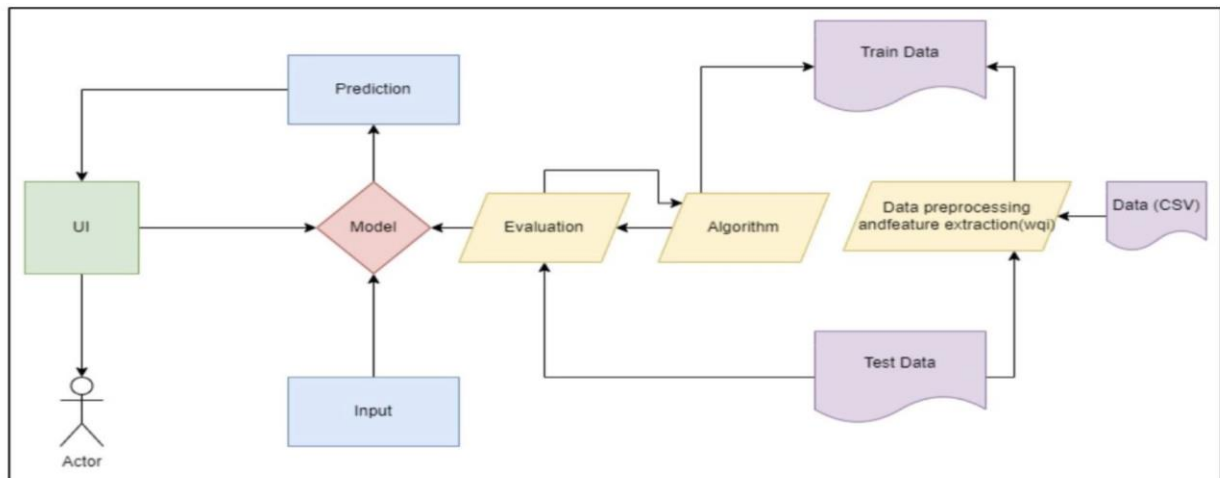 Train Data
Prediction
UI
Model
Evaluation
Algorithm
Data preprocessing
andfeature extraction(wqi)
Data (CSV)
Test Data
Input
Actor